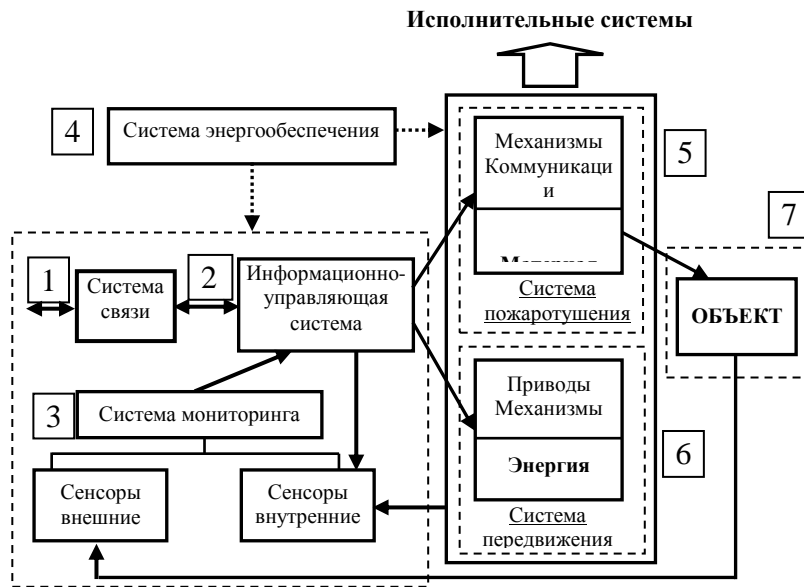 Исполнительные системы
4
Система энергообеспечения
Механизмы
Коммуникаци
и
5
7
1
Система
связи
2
Информационно-
управляющая
система
Система
пожаротушения
ОБЪЕКТ
3
Система мониторинга
Приводы
Механизмы
Энергия
6
Сенсоры
внешние
Сенсоры
внутренние
Система
передвижения